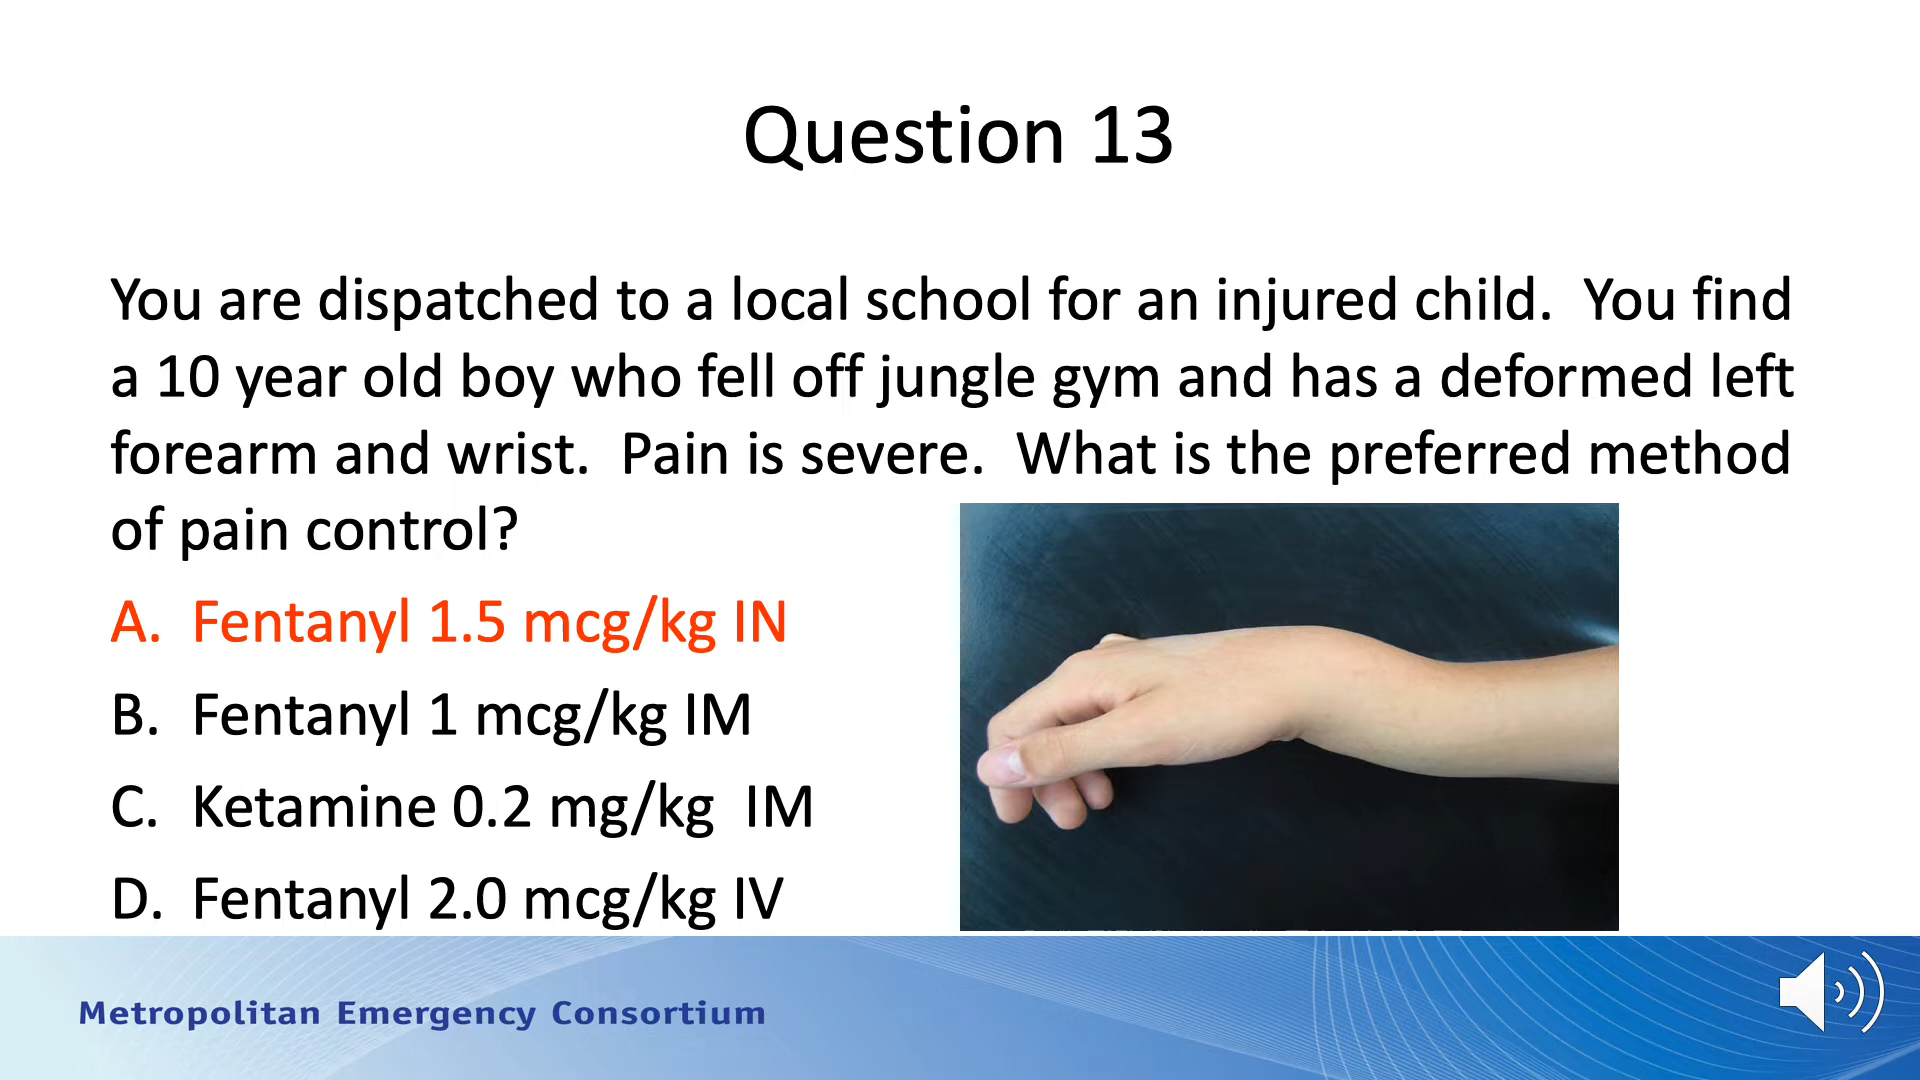 Question 13
You are dispatched to a local school for an injured child.  You find
a 10 year old boy who fell off jungle gym and has a deformed left
forearm and wrist.  Pain is severe.  What is the preferred method
of pain control?
A. Fentanyl 1.5 mcg/kg IN
B. Fentanyl 1 mcg/kg IM
C. Ketamine 0.2 mg/kg  IM
D. Fentanyl 2.0 mcg/kg IV
Metropolitan Emergency Consortium